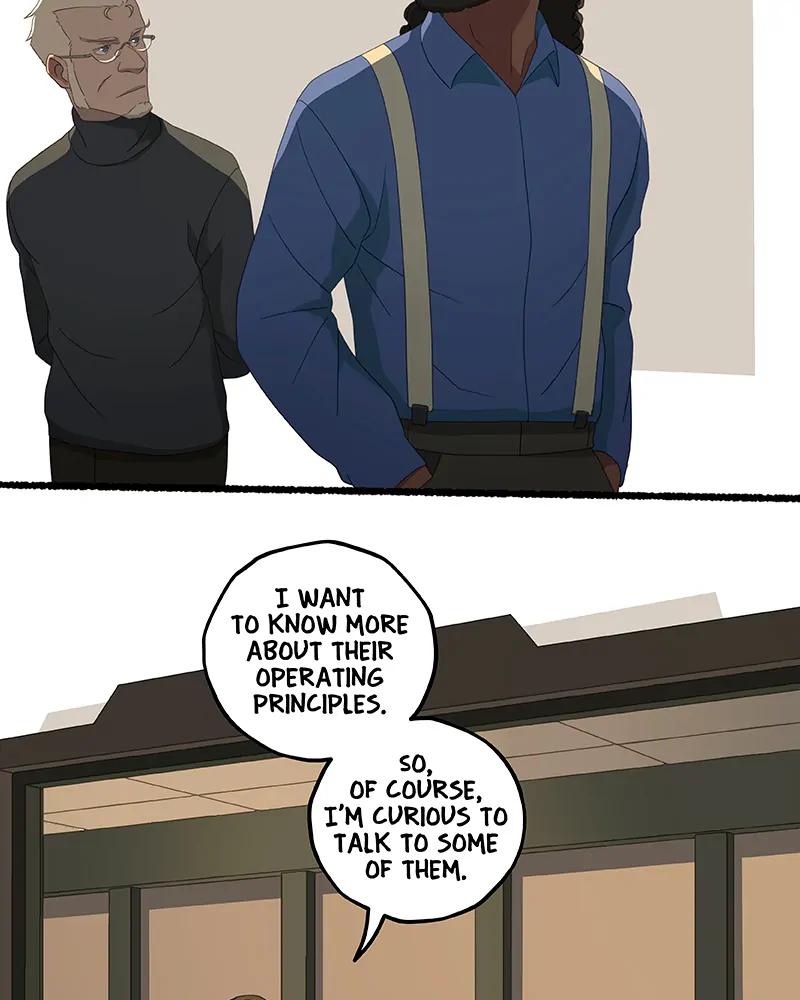 I WANT
TO KNOW MORE
ABOUT THEIR
OPERATING
PRINCIPLES.
SO,
OF COURSE,
I'M CURIOUS TO
TALK TO SOME
OF THEM.